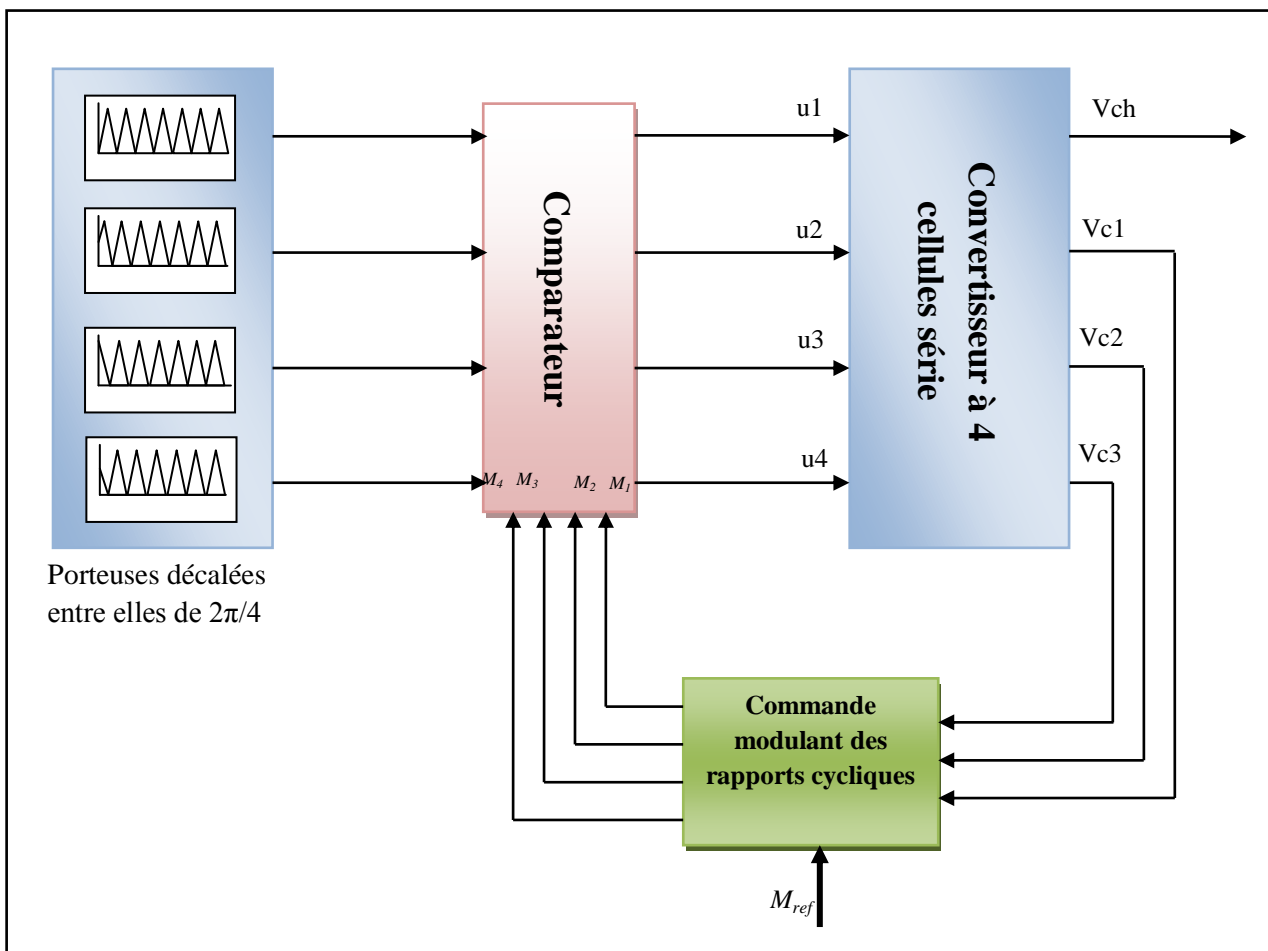 Porteuses décalées
entre elles de 2π/4
Comparateur
M4
M3
M2
M1
u1
u2
u3
u4
Convertisseur à 4
cellules série
Vch
Vc1
Vc2
Vc3
Commande
modulant des
rapports cycliques
Mref